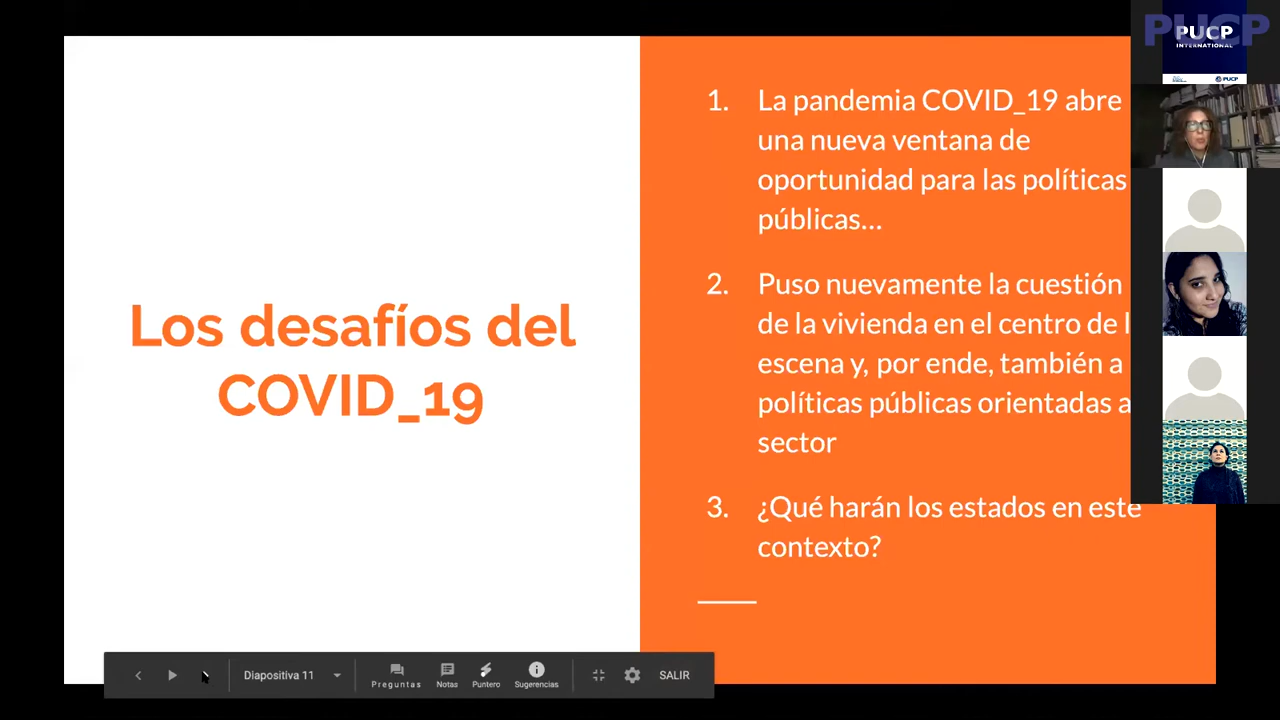 PUCP
PUCP
INTERNATIONAL
PUCP
Los desafíos del
COVID_19
1. La pandemia COVID_19 abre
una nueva ventana de
oportunidad para las políticas
públicas...
2. Puso nuevamente la cuestión
de la vivienda en el centro de l
escena y, por ende, también a
políticas públicas orientadas a
sector
3. ¿Qué harán los estados en este
contexto?
Diapositiva 11
Preguntas
Notas
Puntero
Sugerencias
SALIR